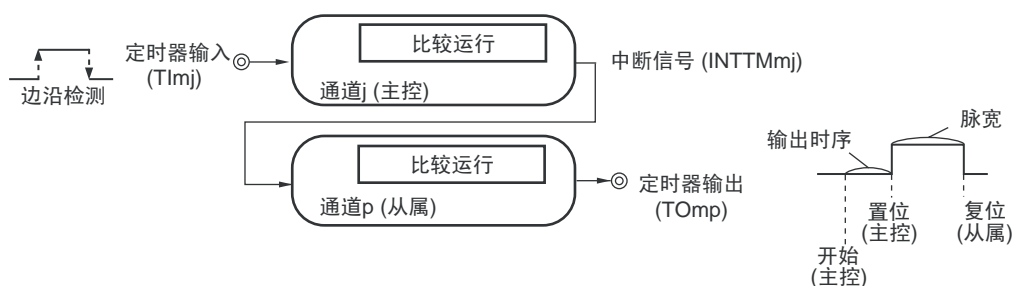 边沿检测
定时器输入
(TImj)
比较运行
通道j (主控)
中断信号 (INTTMmj)
比较运行
通道p (从属)
定时器输出
(TOmp)
输出时序
脉宽
开始
(主控)
置位
(主控)
复位
(从属)